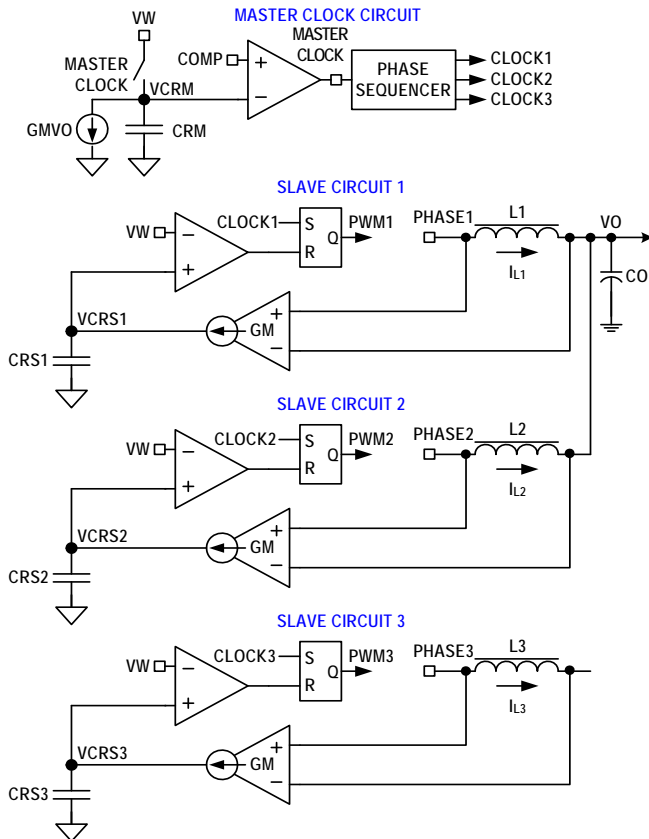 MASTER CLOCK CIRCUIT
VW
MASTER
CLOCK
COMP
+
−
MASTER
CLOCK
PHASE
SEQUENCER
CLOCK1
CLOCK2
CLOCK3
VCRM
GMVO
CRM
SLAVE CIRCUIT 1
VW
−
+
CLOCK1
S
R
Q
PWM1
PHASE1
L1
IL1
VO
CO
VCRS1
GM
+
−
CRS1
SLAVE CIRCUIT 2
VW
−
+
CLOCK2
S
R
Q
PWM2
PHASE2
L2
IL2
VCRS2
GM
+
−
CRS2
SLAVE CIRCUIT 3
VW
−
+
CLOCK3
S
R
Q
PWM3
PHASE3
L3
IL3
VCRS3
GM
+
−
CRS3